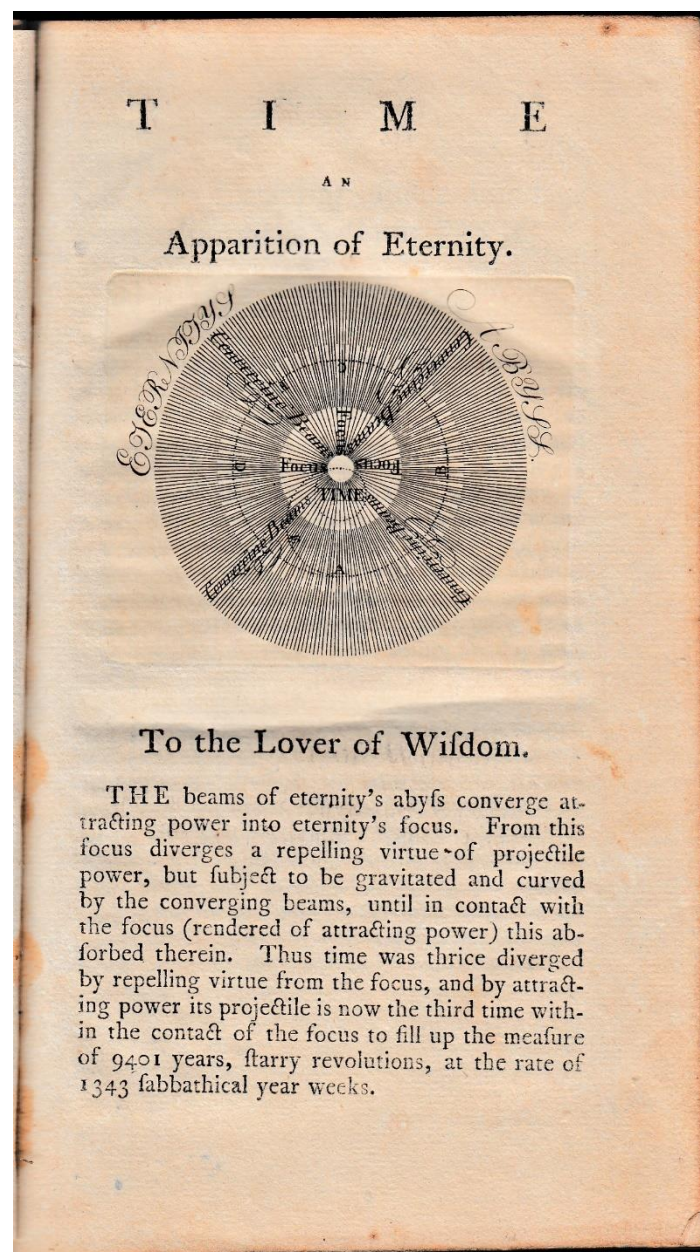 T I M E
AN
Apparition of Eternity.
ETERNITYS ABYSS.
Converging Beams
Converging Beams
C
Focus
Focus
Focus
D
B
TIME
Converging Beams
Converging Beams
A
To the Lover of Wiſdom.
THE beams of eternity's abyſs converge at-
tracting power into eternity's focus. From this
focus diverges a repelling virtue of projectile
power, but ſubject to be gravitated and curved
by the converging beams, until in contact with
the focus (rendered of attracting power) this ab-
ſorbed therein. Thus time was thrice diverged
by repelling virtue from the focus, and by attract-
ing power its projectile is now the third time with-
in the contact of the focus to fill up the meaſure
of 9401 years, ſtarry revolutions, at the rate of
1343 ſabbathical year weeks.